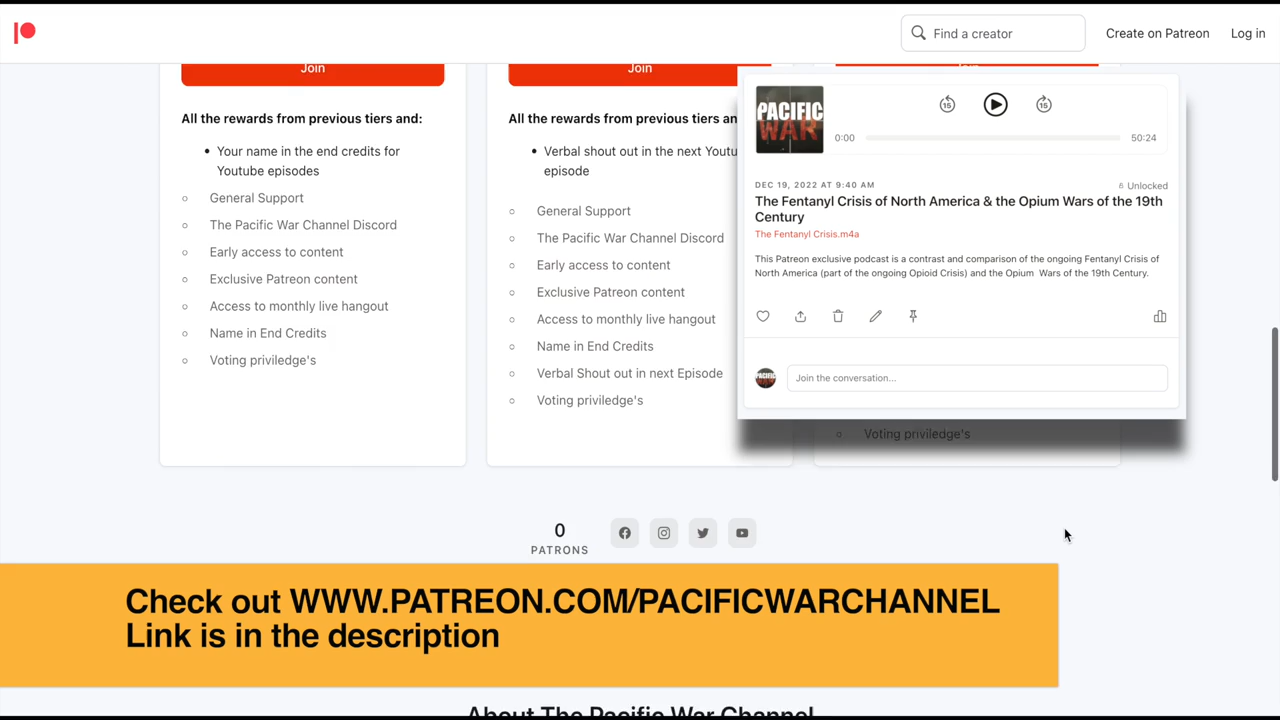 Find a creator
Create on Patreon
Log in
Join
All the rewards from previous tiers and:
Your name in the end credits for
Youtube episodes
General Support
The Pacific War Channel Discord
Early access to content
Exclusive Patreon content
Access to monthly live hangout
Name in End Credits
Voting priviledge's
Join
All the rewards from previous tiers an
Verbal shout out in the next Youtu
episode
General Support
The Pacific War Channel Discord
Early access to content
Exclusive Patreon content
Access to monthly live hangout
Name in End Credits
Verbal Shout out in next Episode
Voting priviledge's
PACIFIC
WAR
15
15
0:00
50:24
DEC 19, 2022 AT 9:40 AM
Unlocked
The Fentanyl Crisis of North America & the Opium Wars of the 19th
Century
The Fentanyl Crisis.m4a
This Patreon exclusive podcast is a contrast and comparison of the ongoing Fentanyl Crisis of
North America (part of the ongoing Opioid Crisis) and the Opium Wars of the 19th Century.
PACIFIC
WAR
Join the conversation...
Voting priviledge's
0
PATRONS
Check out WWW.PATREON.COM/PACIFICWARCHANNEL
Link is in the description
About The Pacific War Channel